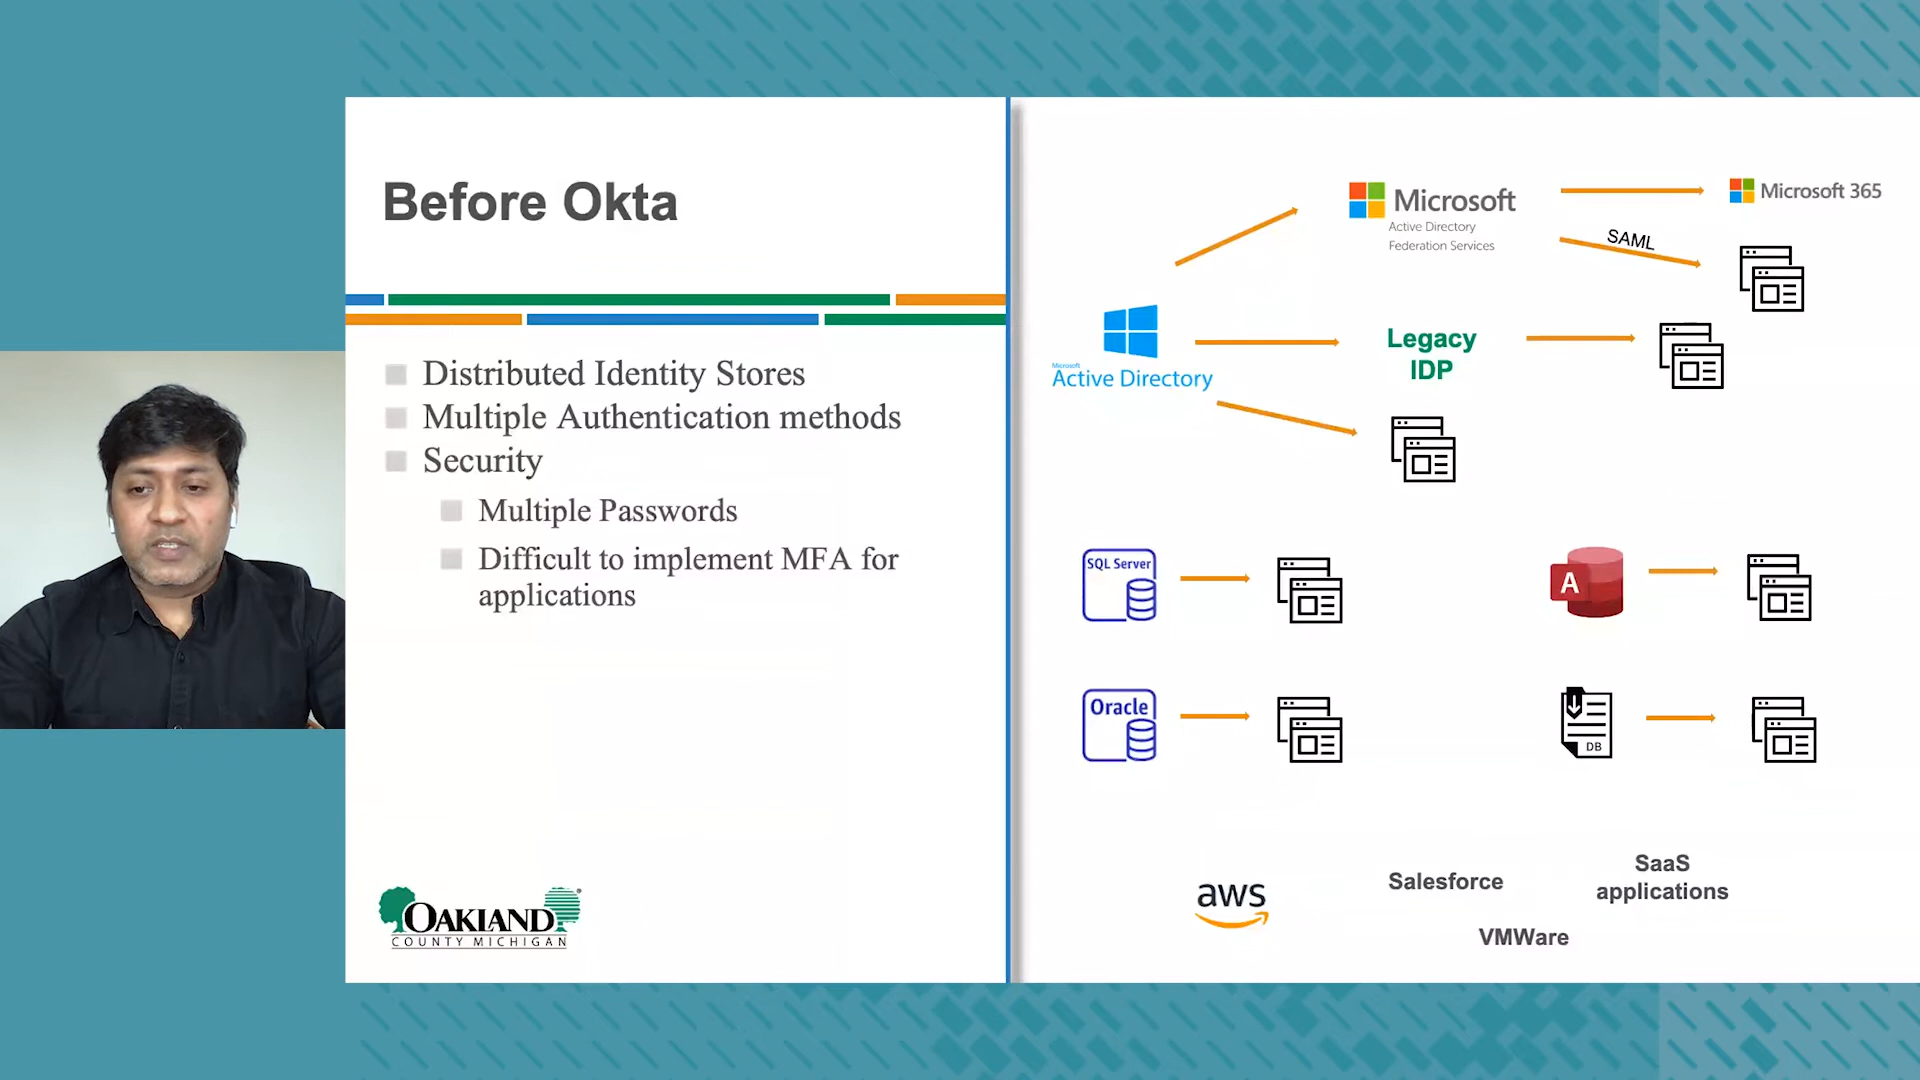 Before Okta
Distributed Identity Stores
Multiple Authentication methods
Security
Multiple Passwords
Difficult to implement MFA for
applications
OAKLAND
COUNTY MICHIGAN
Microsoft
Active Directory
Federation Services
Microsoft 365
SAML
Microsoft
Active Directory
Legacy
IDP
SQL Server
A
Oracle
DB
aws
Salesforce
SaaS
applications
VMWare